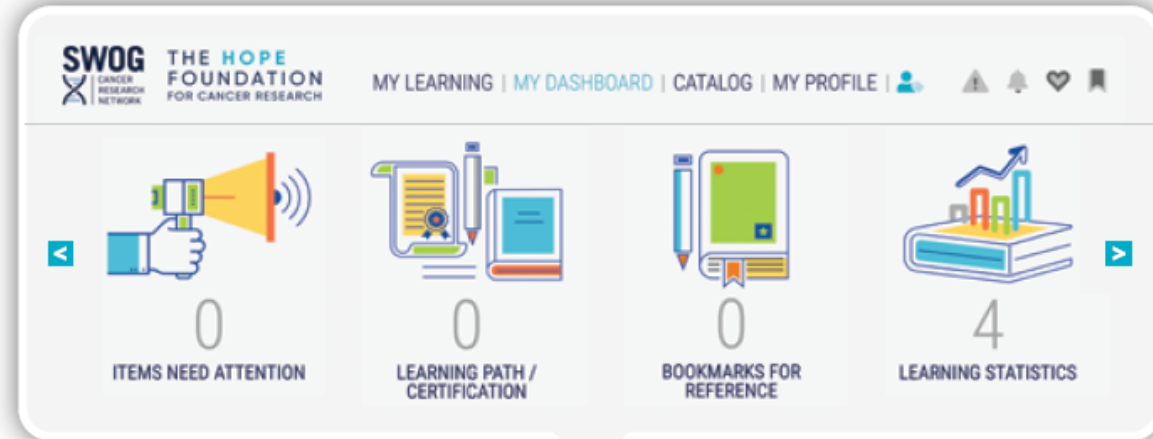 SWOG
CANCER
RESEARCH
NETWORK
THE HOPE
FOUNDATION
FOR CANCER RESEARCH
MY LEARNING | MY DASHBOARD | CATALOG | MY PROFILE |
<
>
0
ITEMS NEED ATTENTION
0
LEARNING PATH /
CERTIFICATION
0
BOOKMARKS FOR
REFERENCE
4
LEARNING STATISTICS